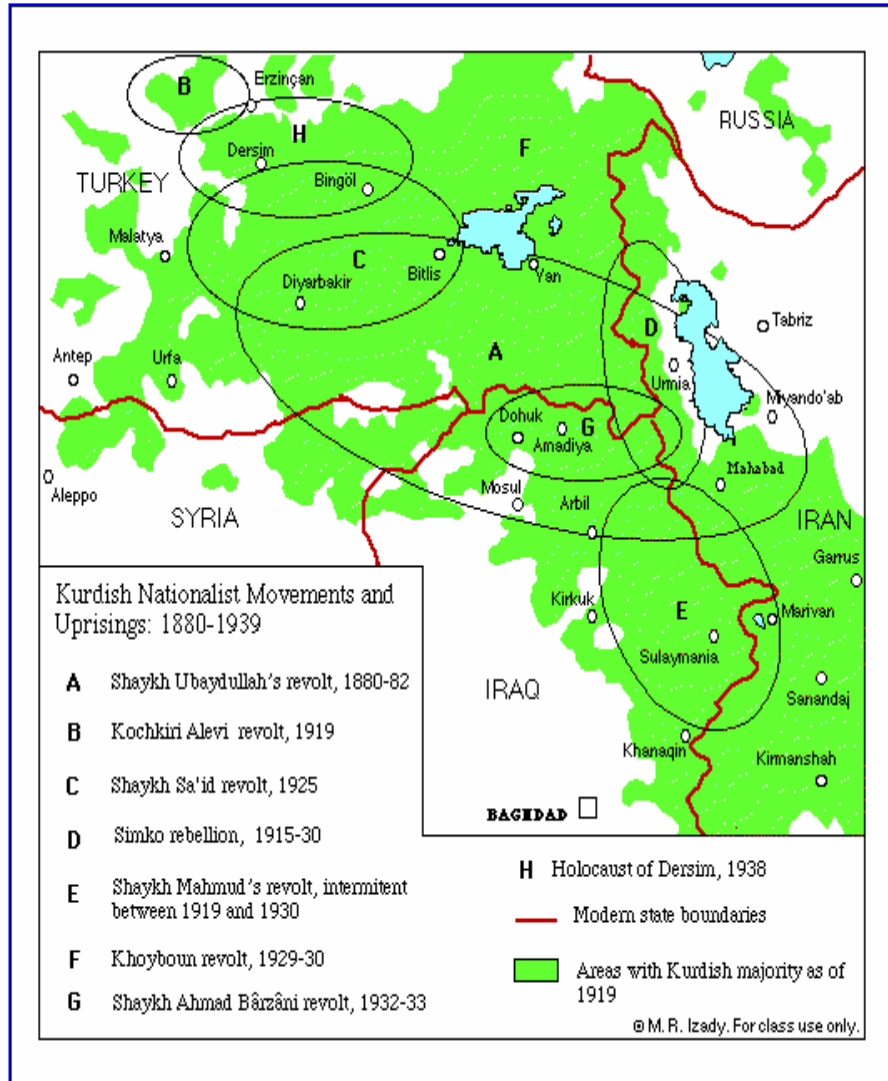 B
Erzinçan
RUSSIA
H
F
Dersim
TURKEY
Bingöl
Malatya
C
Bitlis
Van
Diyarbakir
D
Tabriz
A
Antep
Urfa
Urmia
Miyando'ab
Dohuk
G
Amadiya
Mahabad
Aleppo
Mosul
Arbil
SYRIA
IRAN
Garrus
Kirkuk
E
Marivan
Sulaymania
IRAQ
Sanandaj
Khanaqin
Kirmanshah
BAGHDAD
Kurdish Nationalist Movements and
Uprisings: 1880-1939
A Shaykh Ubaydullah's revolt, 1880-82
B Kochkiri Alevi revolt, 1919
C Shaykh Sa'id revolt, 1925
D Simko rebellion, 1915-30
E Shaykh Mahmud's revolt, intermitent
between 1919 and 1930
F Khoyboun revolt, 1929-30
G Shaykh Ahmad Bârzâni revolt, 1932-33
H Holocaust of Dersim, 1938
Modern state boundaries
Areas with Kurdish majority as of
1919
© M. R. Izady. For class use only.